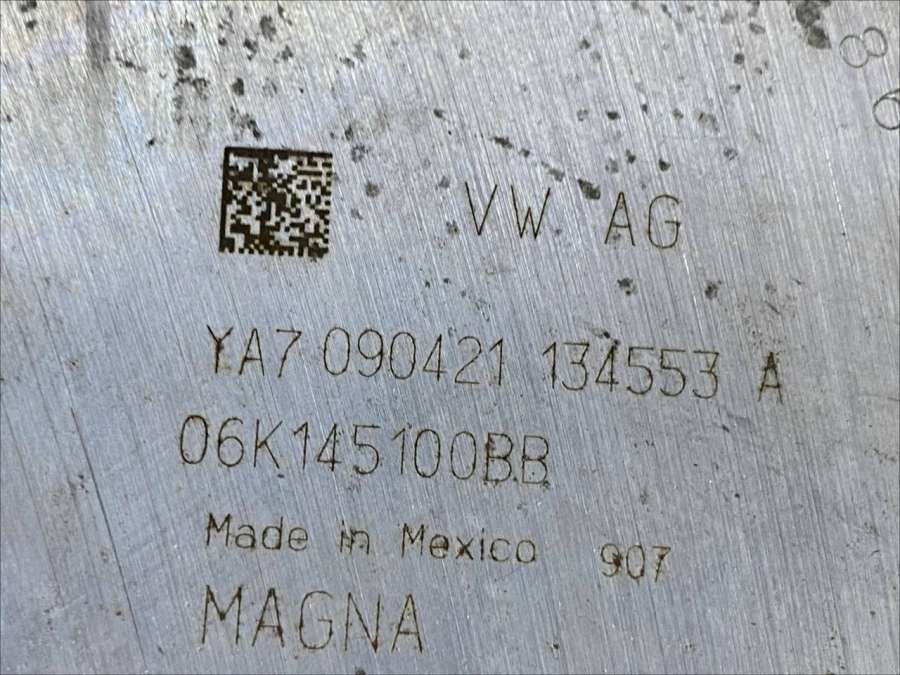 VW AG
YA7 090421 134553 A
06K145100BB
Made in Mexico 907
MAGNA